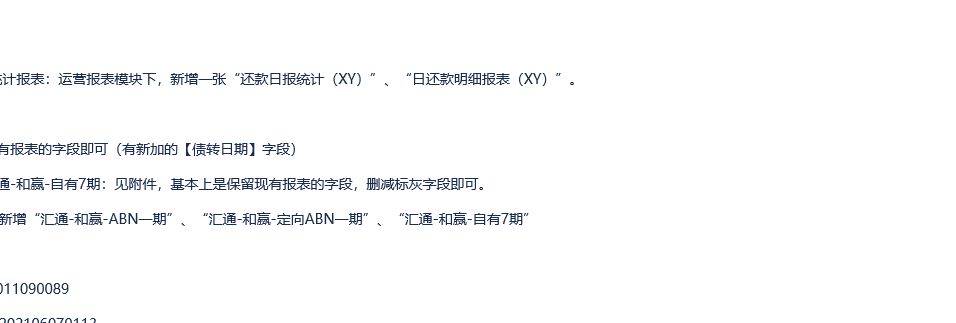 计报表：运营报表模块下，新增一张“还款日报统计（XY）”、“日还款明细报表（XY）”。
有报表的字段即可（有新加的【债转日期】字段）
通-和赢-自有7期：见附件，基本上是保留现有报表的字段，删减标灰字段即可。
新增“汇通-和赢-ABN一期”、“汇通-和赢-定向ABN一期”、“汇通-和赢-自有7期”
011090089